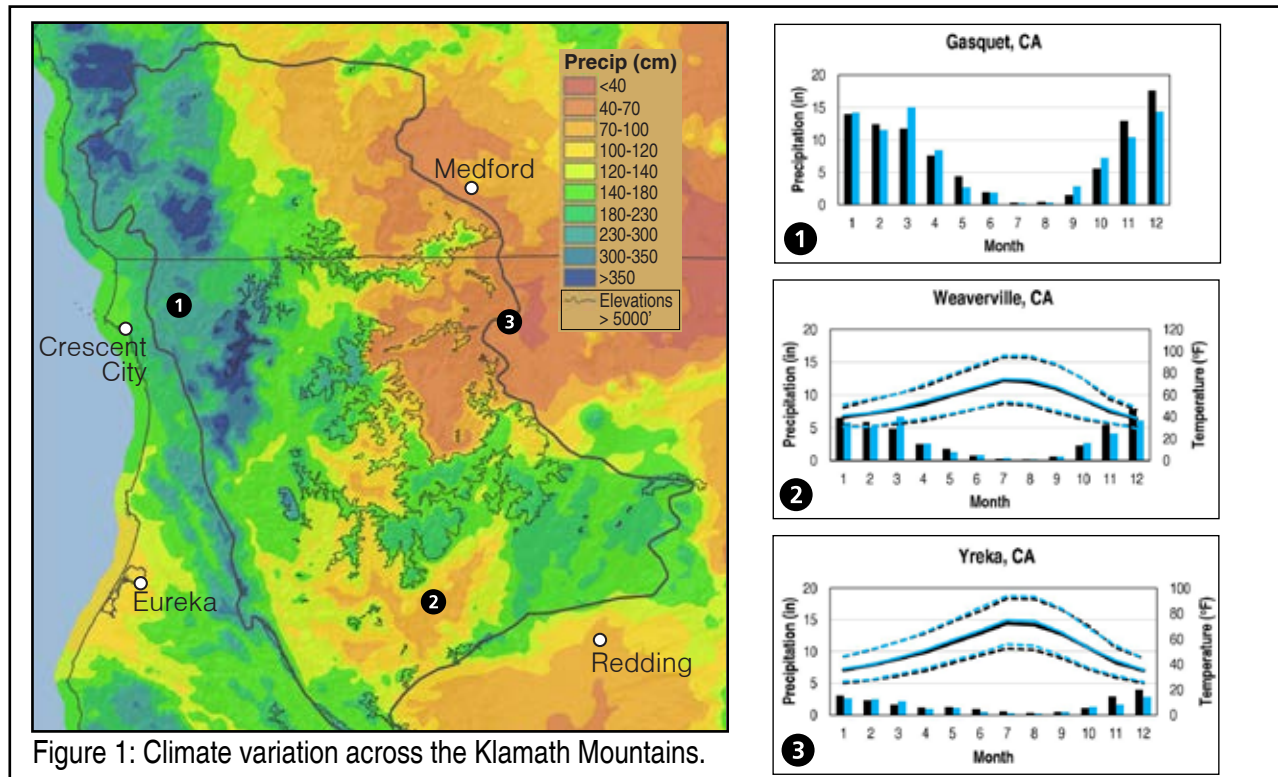 Precip (cm)
<40
40-70
70-100
100-120
120-140
140-180
180-230
230-300
300-350
>350
Elevations
> 5000'
Medford
1
3
Crescent
City
2
Eureka
Redding
Figure 1: Climate variation across the Klamath Mountains.
Gasquet, CA
Precipitation (in)
20
15
10
5
0
1 2 3 4 5 6 7 8 9 10 11 12
Month
1
Weaverville, CA
Precipitation (in)
20
15
10
5
0
Temperature (°F)
120
100
80
60
40
20
0
1 2 3 4 5 6 7 8 9 10 11 12
Month
2
Yreka, CA
Precipitation (in)
20
15
10
5
0
Temperature (°F)
100
80
60
40
20
0
1 2 3 4 5 6 7 8 9 10 11 12
Month
3